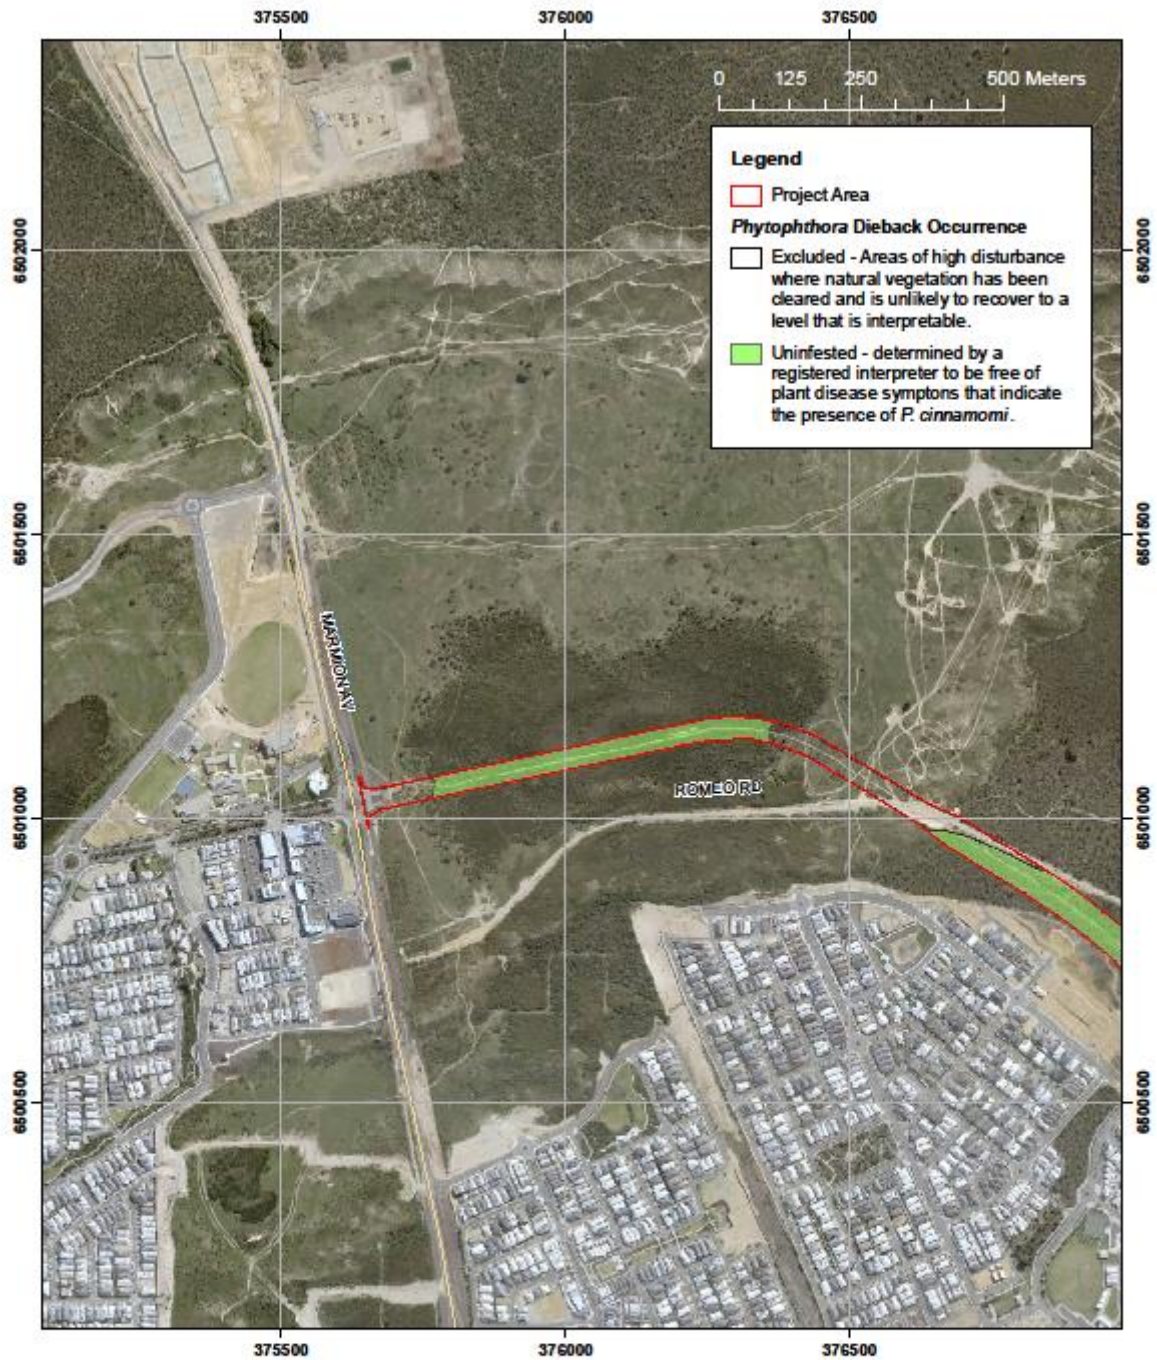 375500 376000 376500
0 125 250 500 Meters
Legend
Project Area
Phytophthora Dieback Occurrence
Excluded - Areas of high disturbance
where natural vegetation has been
cleared and is unlikely to recover to a
level that is interpretable.
Uninfested - determined by a
registered interpreter to be free of
plant disease symptons that indicate
the presence of P. cinnamomi.
6502000 6502000
6501500 6501500
MARMION AV
ROMEO RD
6501000 6501000
6500500 6500500
375500 376000 376500